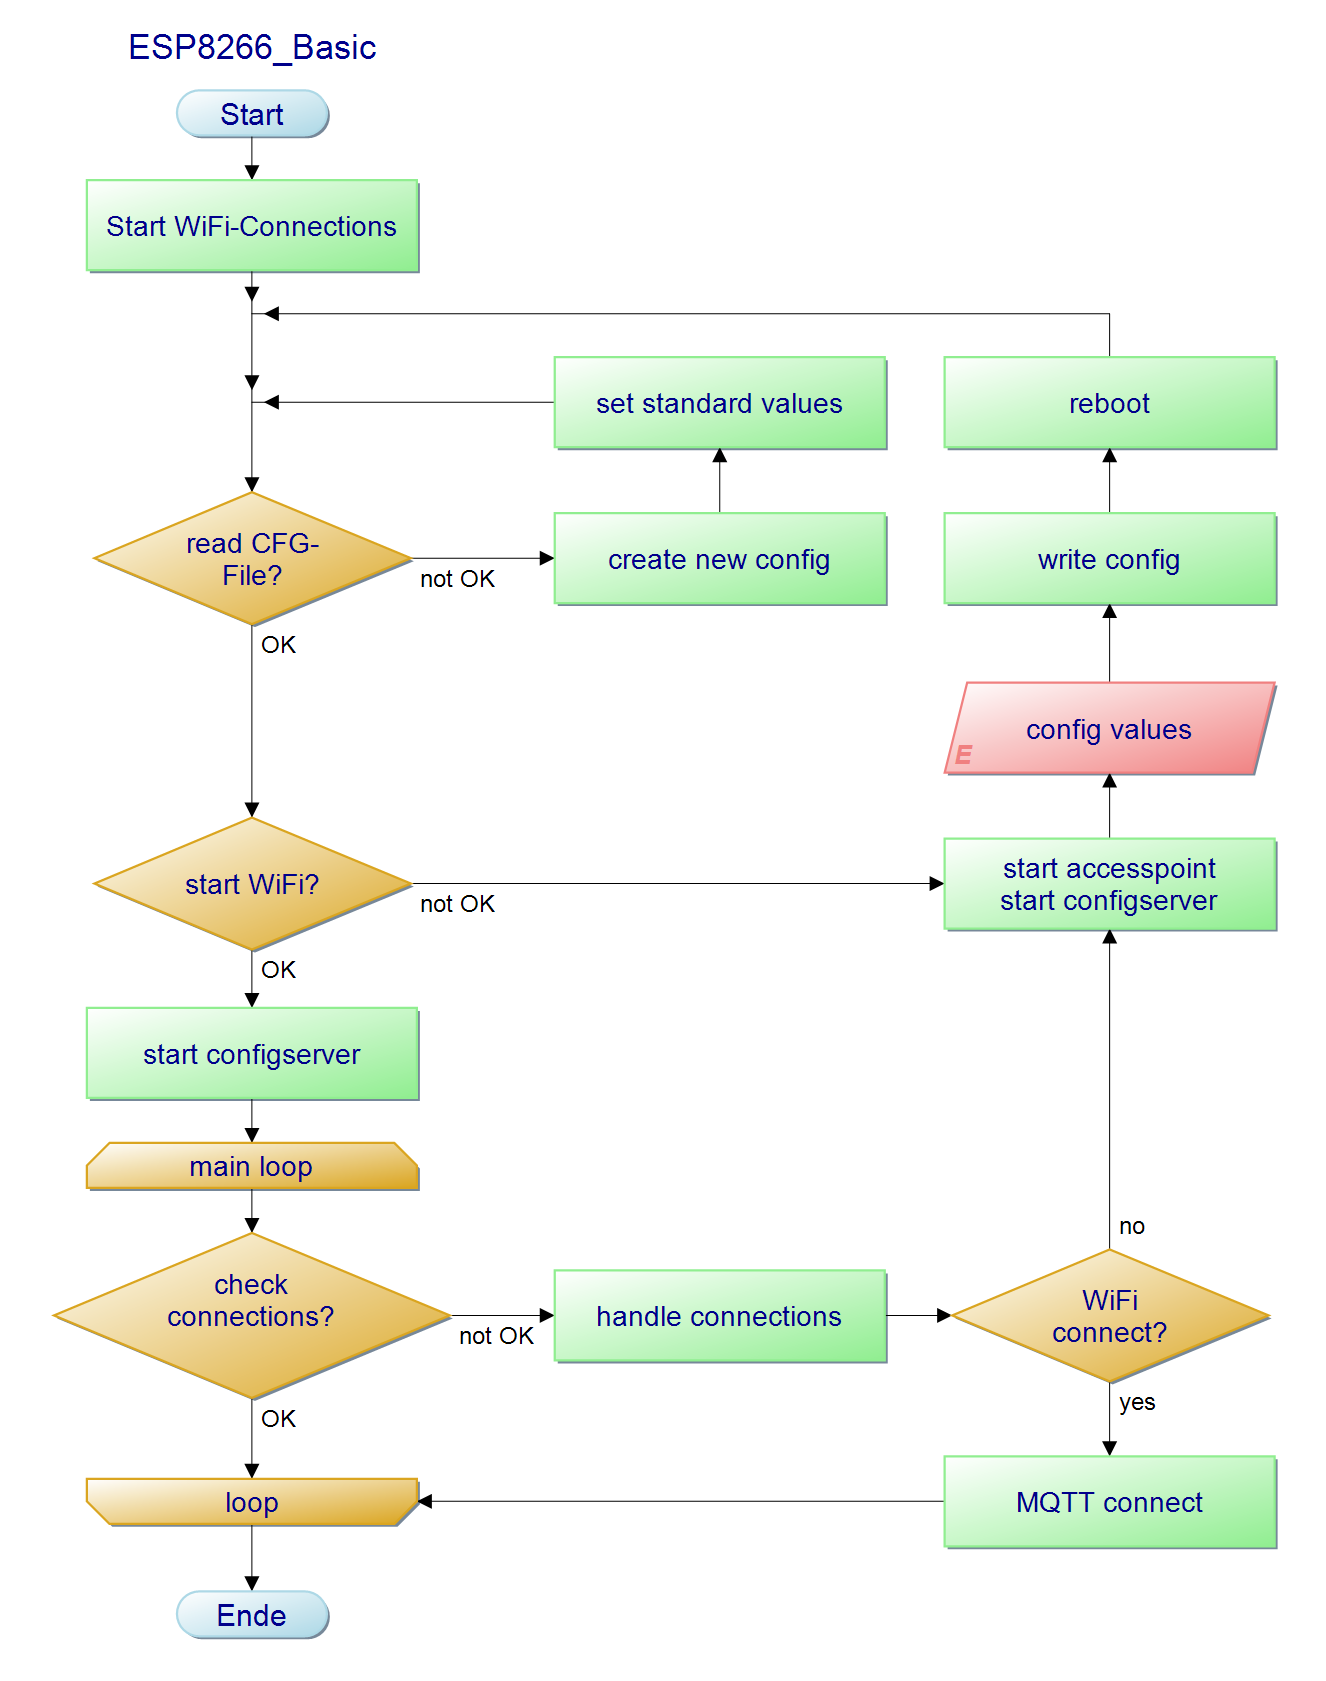 ESP8266_Basic
Start
Start WiFi-Connections
set standard values
reboot
read CFG-
File?
not OK
create new config
write config
OK
config values
E
start WiFi?
not OK
start accesspoint
start configserver
OK
start configserver
main loop
no
check
connections?
not OK
handle connections
WiFi
connect?
OK
yes
loop
MQTT connect
Ende